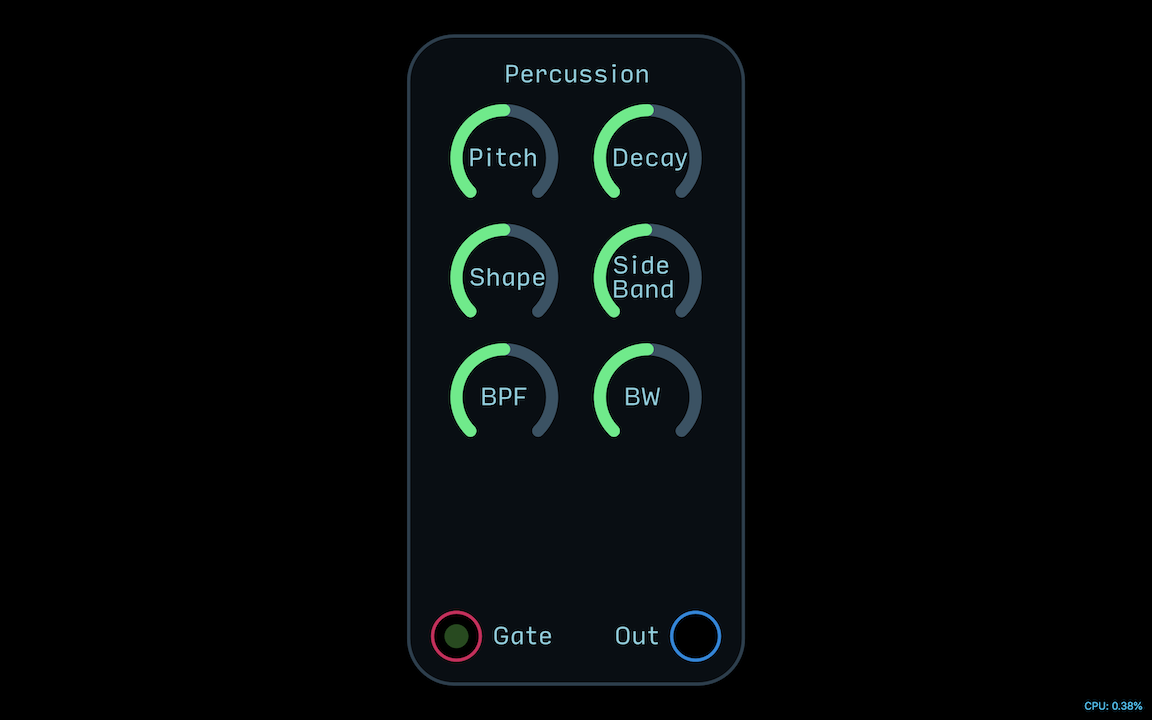 Percussion
Pitch
Decay
Shape
Side
Band
BPF
BW
Gate
Out
CPU: 0.38%